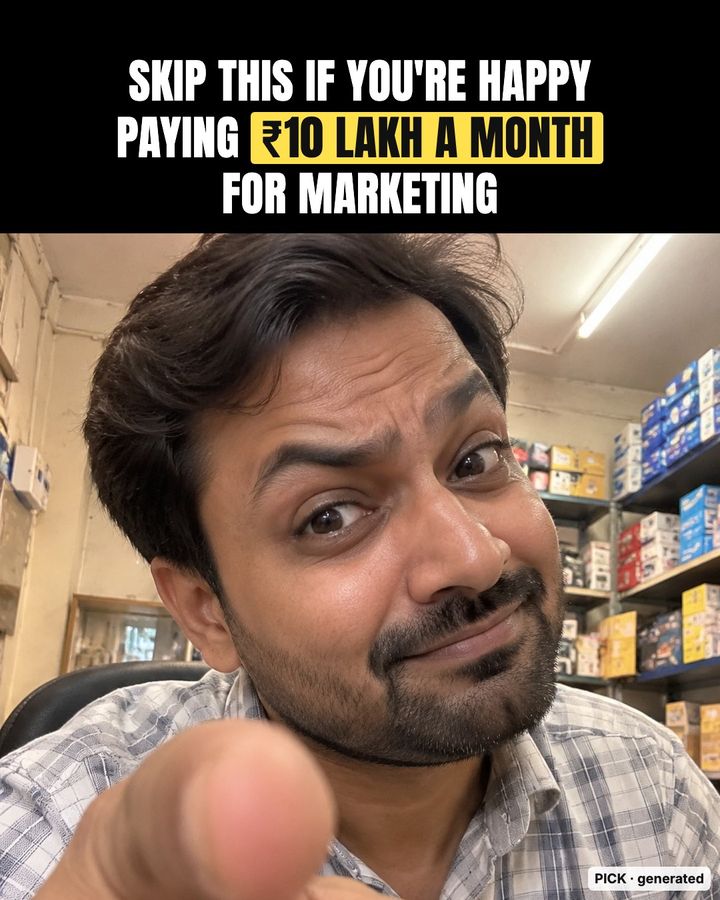 SKIP THIS IF YOU'RE HAPPY
PAYING ₹10 LAKH A MONTH
FOR MARKETING
PICK · generated